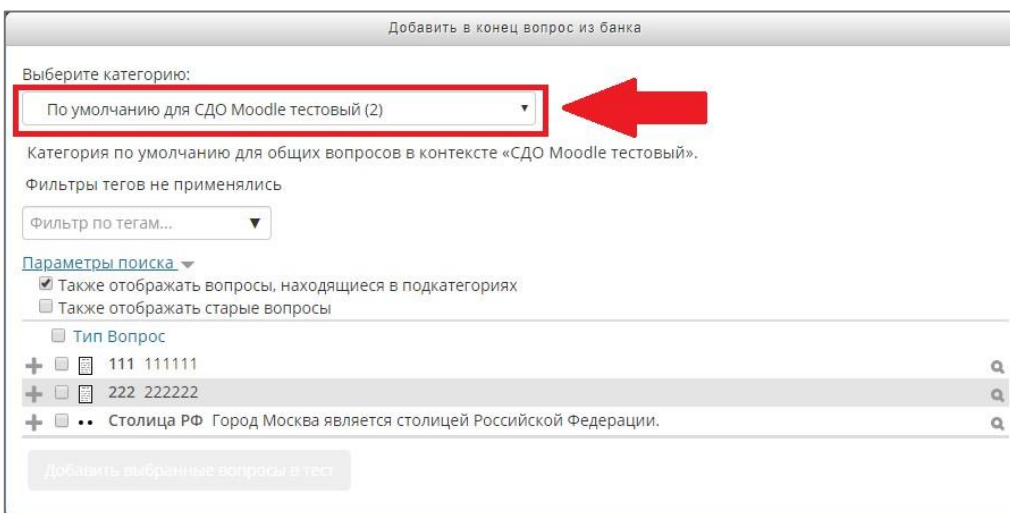 Добавить в конец вопрос из банка
Выберите категорию:
По умолчанию для СДО Moodle тестовый (2)
Категория по умолчанию для общих вопросов в контексте «СДО Moodle тестовый».
Фильтры тегов не применялись
Фильтр по тегам...
Параметры поиска
Также отображать вопросы, находящиеся в подкатегориях
Также отображать старые вопросы
Тип Вопрос
111 111111
222 222222
Столица РФ Город Москва является столицей Российской Федерации.
Добавить выбранные вопросы в тест